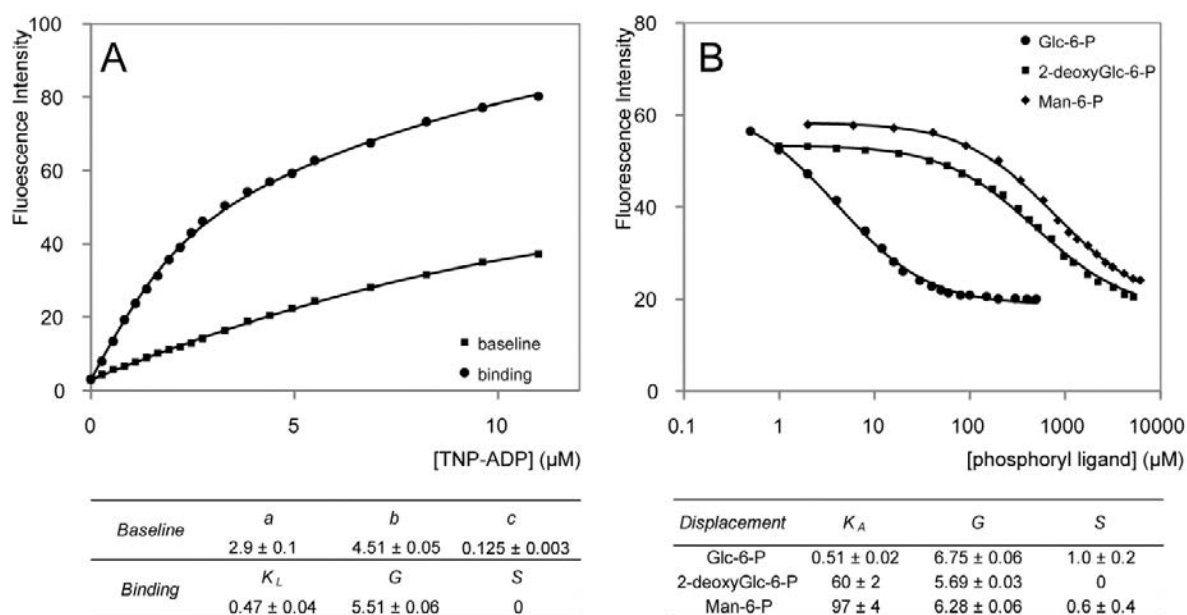 A
Fluoescence Intensity
100
80
60
40
20
0
0
5
10
[TNP-ADP] (µM)
baseline
binding
B
Fluorescence Intensity
80
60
40
20
0
0.1
1
10
100
1000
10000
[phosphoryl ligand] (µM)
Glc-6-P
2-deoxyGlc-6-P
Man-6-P
Baseline a b c
2.9 ± 0.1 4.51 ± 0.05 0.125 ± 0.003
Binding K_L G S
0.47 ± 0.04 5.51 ± 0.06 0
Displacement K_A G S
Glc-6-P 0.51 ± 0.02 6.75 ± 0.06 1.0 ± 0.2
2-deoxyGlc-6-P 60 ± 2 5.69 ± 0.03 0
Man-6-P 97 ± 4 6.28 ± 0.06 0.6 ± 0.4